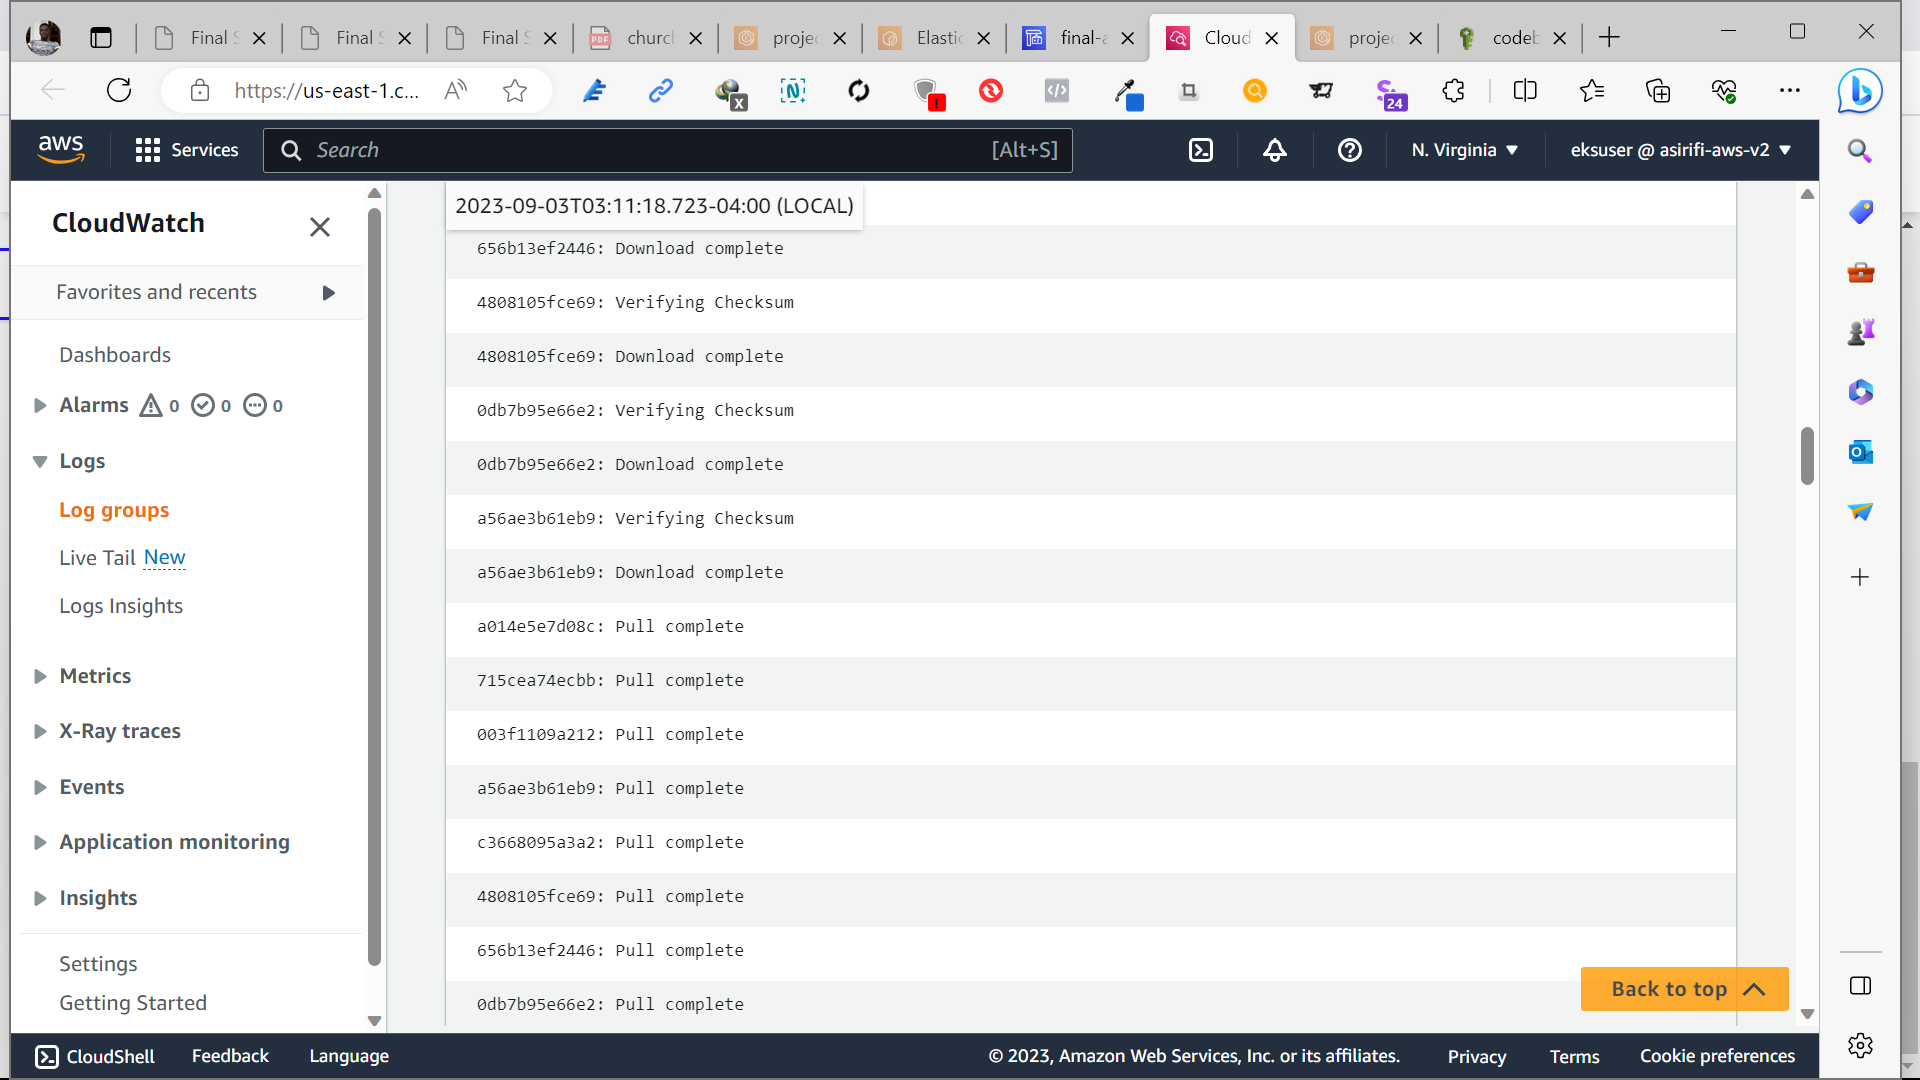 Final S
Final S
Final S
church
projec
Elastic
final-a
Cloud
projec
codeb
https://us-east-1.c...
24
aws
Services
Search
[Alt+S]
N. Virginia
eksuser @ asirifi-aws-v2
CloudWatch
Favorites and recents
Dashboards
Alarms 0 0 0
Logs
Log groups
Live Tail New
Logs Insights
Metrics
X-Ray traces
Events
Application monitoring
Insights
Settings
Getting Started
2023-09-03T03:11:18.723-04:00 (LOCAL)
656b13ef2446: Download complete
4808105fce69: Verifying Checksum
4808105fce69: Download complete
0db7b95e66e2: Verifying Checksum
0db7b95e66e2: Download complete
a56ae3b61eb9: Verifying Checksum
a56ae3b61eb9: Download complete
a014e5e7d08c: Pull complete
715cea74ecbb: Pull complete
003f1109a212: Pull complete
a56ae3b61eb9: Pull complete
c3668095a3a2: Pull complete
4808105fce69: Pull complete
656b13ef2446: Pull complete
0db7b95e66e2: Pull complete
Back to top
CloudShell
Feedback
Language
© 2023, Amazon Web Services, Inc. or its affiliates.
Privacy
Terms
Cookie preferences